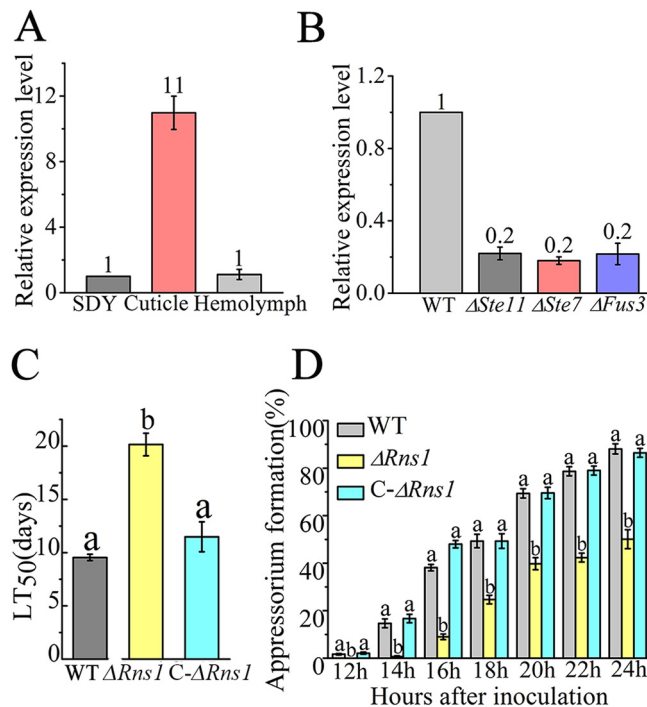 A
Relative expression level
12
8
4
0
11
1
1
SDY Cuticle Hemolymph
B
Relative expression level
1.2
0.8
0.4
0.0
1
0.2
0.2
0.2
WT ΔSte11 ΔSte7 ΔFus3
C
LT50(days)
20
15
10
5
0
a
b
a
WT ΔRns1 C-ΔRns1
D
Appressorium formation(%)
100
80
60
40
20
0
WT
ΔRns1
C-ΔRns1
a b a
a b a
a b a
a b a
a b a
a b a
a b a
12h 14h 16h 18h 20h 22h 24h
Hours after inoculation